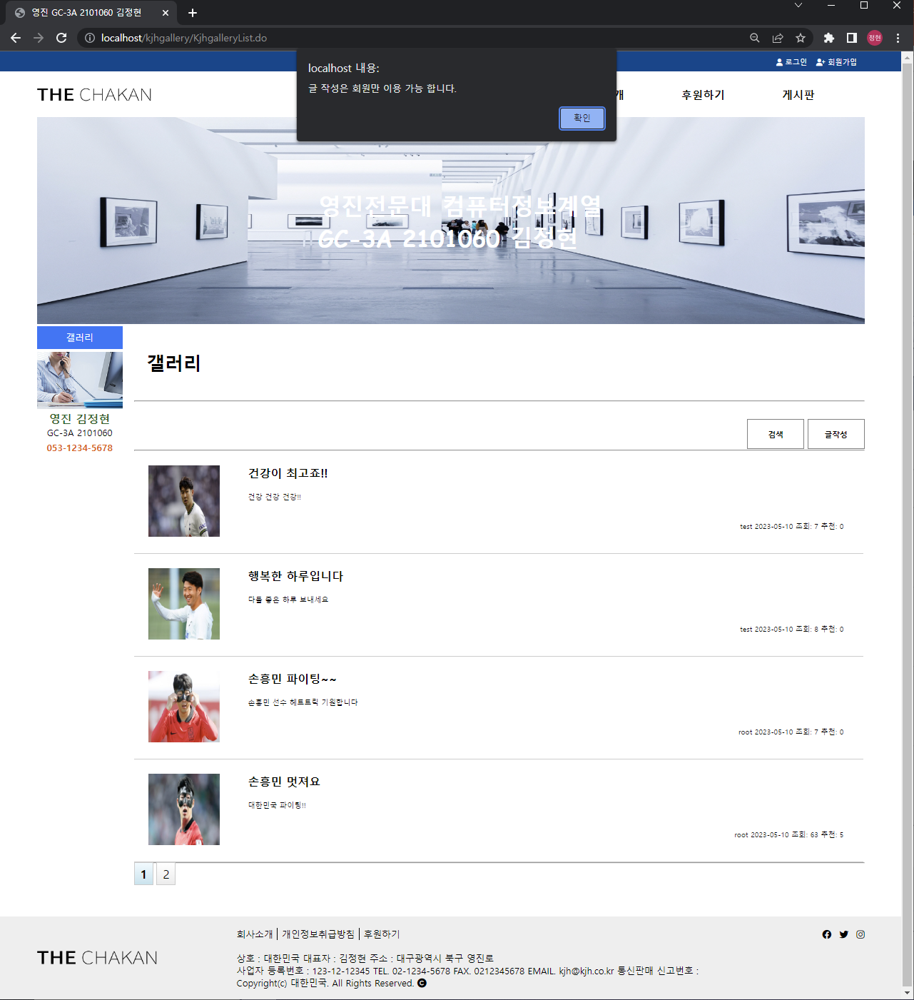 영진 GC-3A 2101060 김정현
localhost/kjhgallery/KjhgalleryList.do
정현
localhost 내용:
글 작성은 회원만 이용 가능 합니다.
확인
로그인 회원가입
THE CHAKAN
개 후원하기 게시판
영진전문대 컴퓨터정보계열
GC-3A 2101060 김정현
갤러리
영진 김정현
GC-3A 2101060
053-1234-5678
갤러리
검색 글작성
건강이 최고죠!!
건강 건강 건강!!
test 2023-05-10 조회: 7 추천: 0
행복한 하루입니다
다들 좋은 하루 보내세요
test 2023-05-10 조회: 8 추천: 0
손흥민 파이팅~~
손흥민 선수 헤트트릭 기원합니다
root 2023-05-10 조회: 7 추천: 0
손흥민 멋져요
대한민국 파이팅!!
root 2023-05-10 조회: 63 추천: 5
1 2
THE CHAKAN
회사소개 | 개인정보취급방침 | 후원하기
상호 : 대한민국 대표자 : 김정현 주소 : 대구광역시 북구 영진로
사업자 등록번호 : 123-12-12345 TEL. 02-1234-5678 FAX. 0212345678 EMAIL. kjh@kjh.co.kr 통신판매 신고번호 :
Copyright(c) 대한민국. All Rights Reserved.